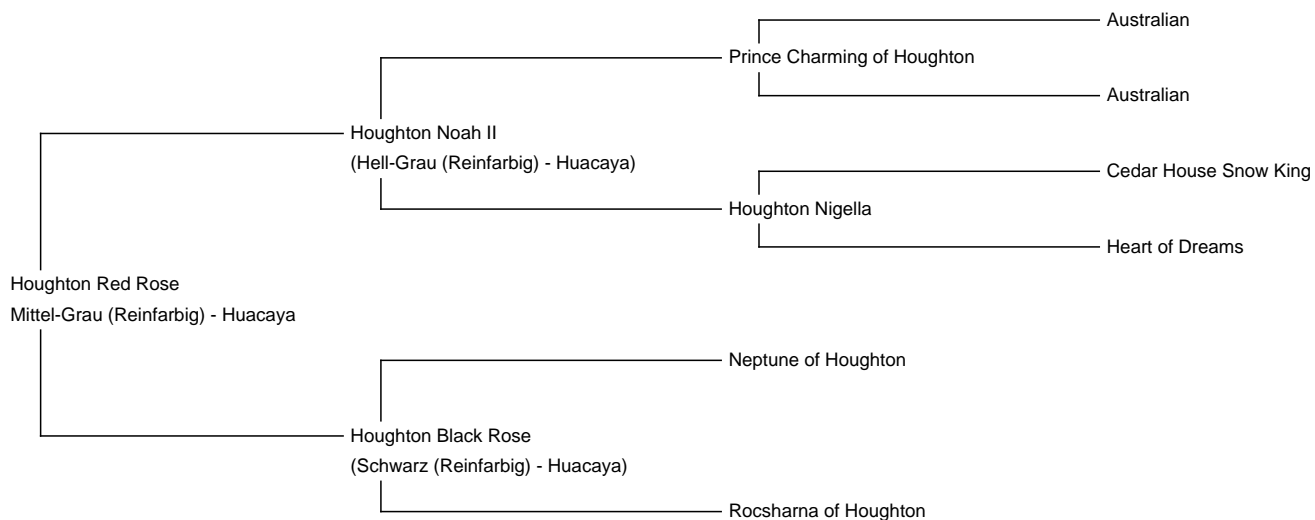 Australian
Prince Charming of Houghton
Australian
Houghton Noah II
(Hell-Grau (Reinfarbig) - Huacaya)
Cedar House Snow King
Houghton Nigella
Heart of Dreams
Houghton Red Rose
Mittel-Grau (Reinfarbig) - Huacaya
Neptune of Houghton
Houghton Black Rose
(Schwarz (Reinfarbig) - Huacaya)
Rocsharna of Houghton